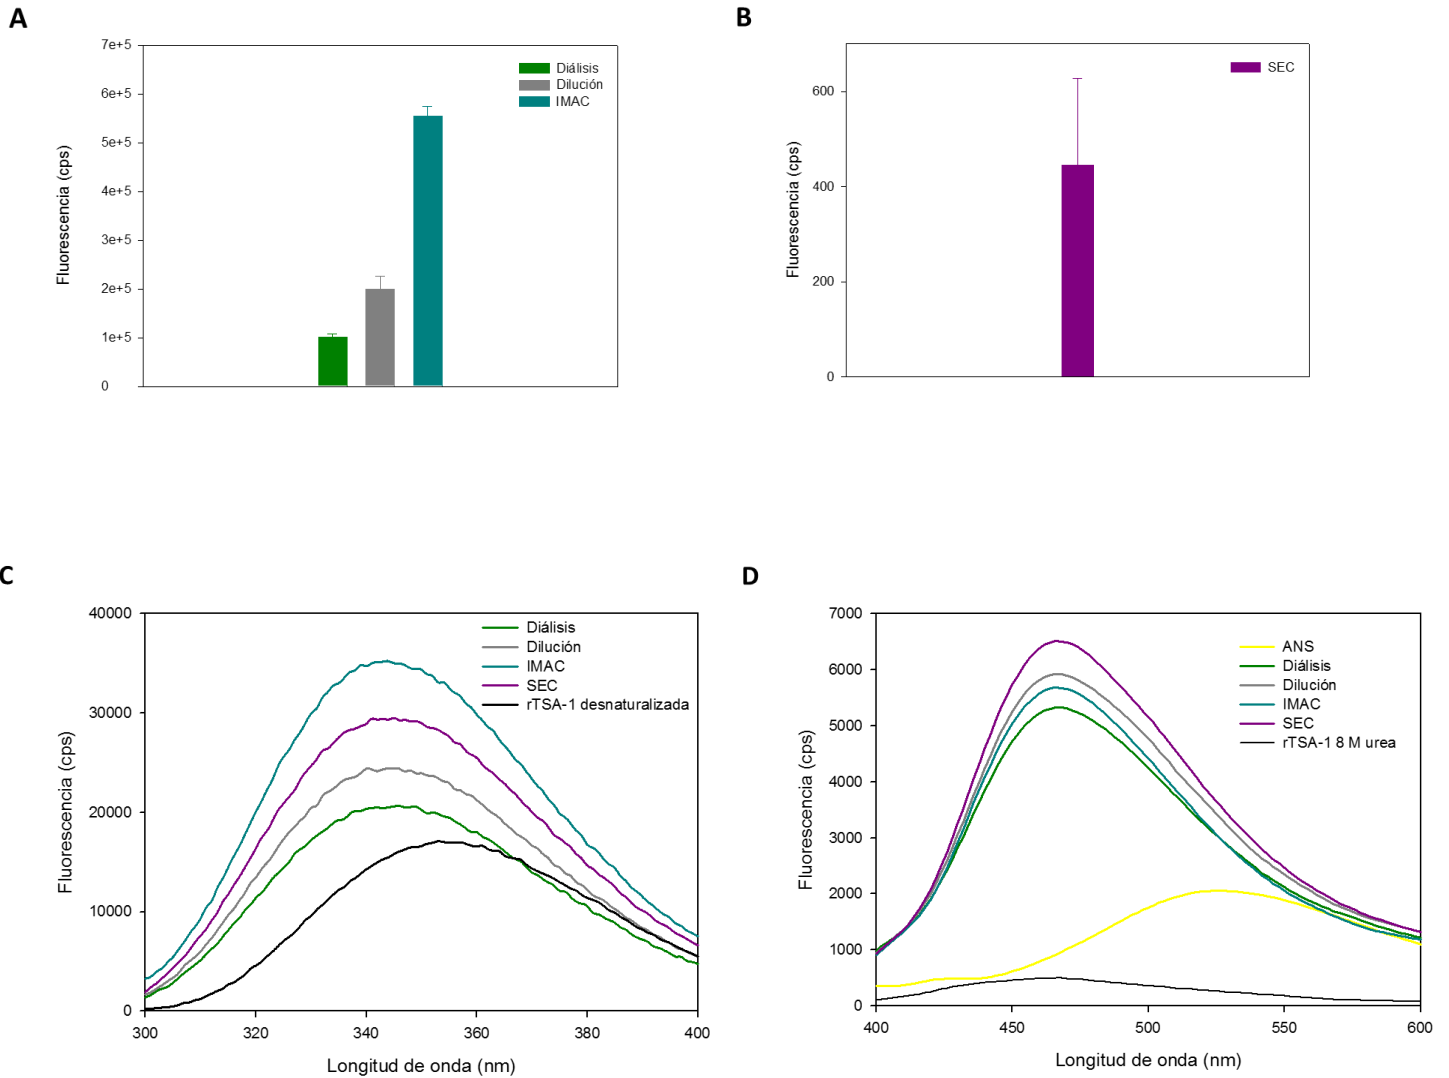 A
Fluorescencia (cps)
7e+5
6e+5
5e+5
4e+5
3e+5
2e+5
1e+5
0
Diálisis
Dilución
IMAC
B
Fluorescencia (cps)
600
400
200
0
SEC
C
Fluorescencia (cps)
40000
30000
20000
10000
0
Diálisis
Dilución
IMAC
SEC
rTSA-1 desnaturalizada
300 320 340 360 380 400
Longitud de onda (nm)
D
Fluorescencia (cps)
7000
6000
5000
4000
3000
2000
1000
0
ANS
Diálisis
Dilución
IMAC
SEC
rTSA-1 8 M urea
400 450 500 550 600
Longitud de onda (nm)